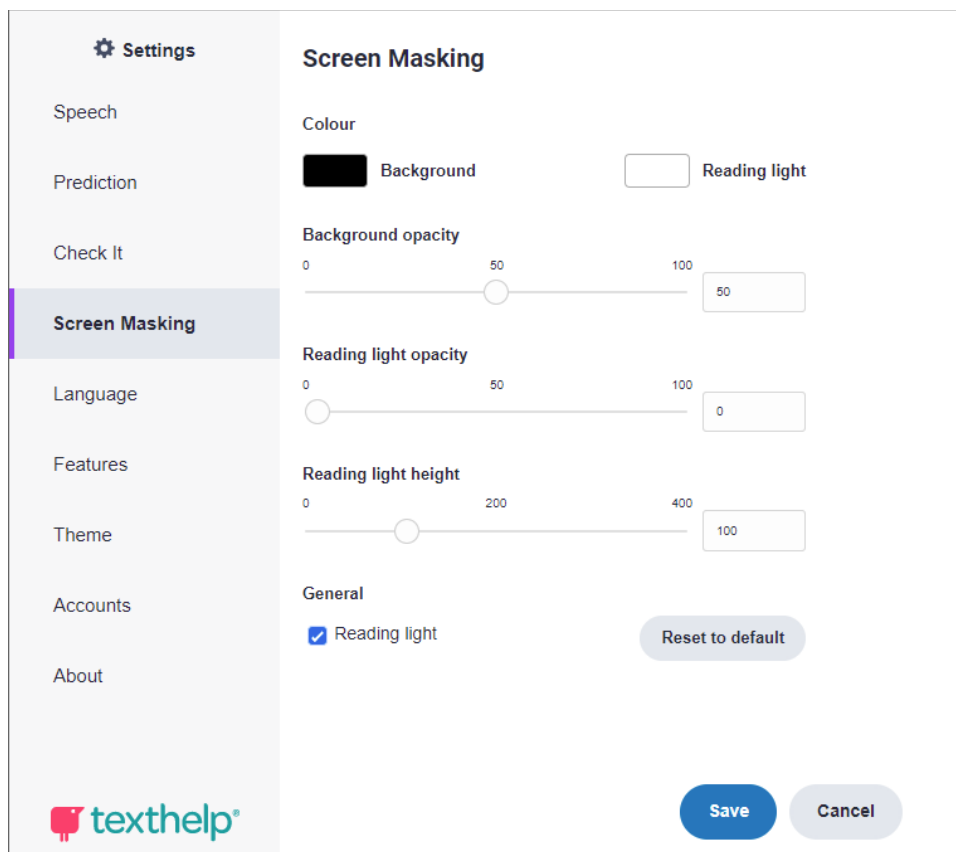 Settings
Speech
Prediction
Check It
Screen Masking
Language
Features
Theme
Accounts
About
texthelp®
Screen Masking
Colour
Background Reading light
Background opacity
0 50 100
50
Reading light opacity
0 50 100
0
Reading light height
0 200 400
100
General
Reading light Reset to default
Save Cancel